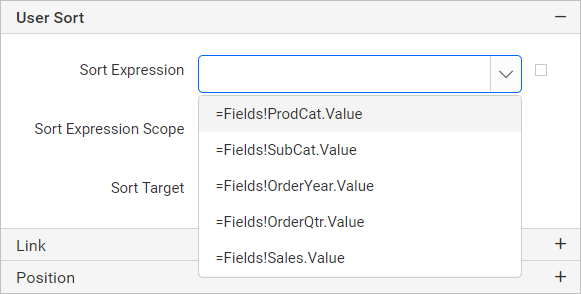 User Sort
Sort Expression
=Fields!ProdCat.Value
Sort Expression Scope
=Fields!SubCat.Value
=Fields!OrderYear.Value
Sort Target
=Fields!OrderQtr.Value
Link
=Fields!Sales.Value
Position